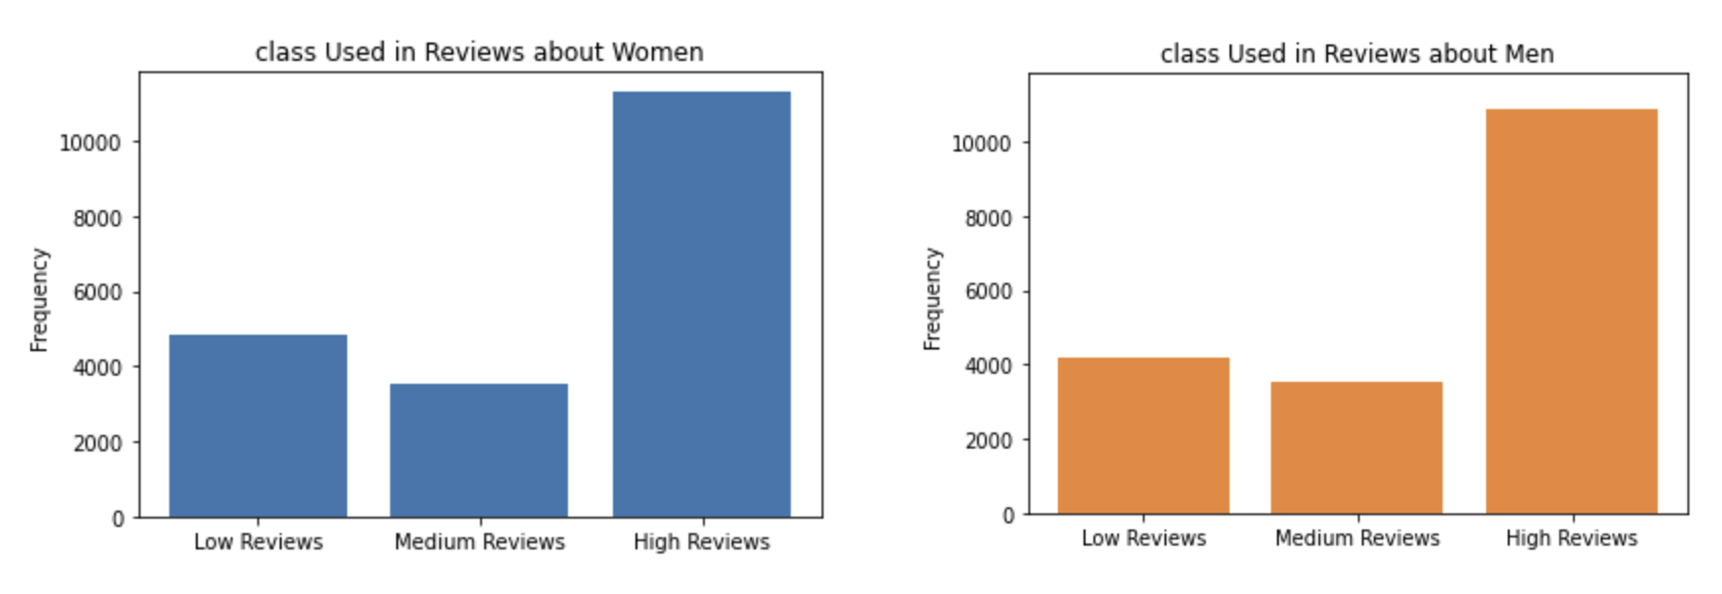 class Used in Reviews about Women
10000
8000
6000
4000
2000
0
Frequency
Low Reviews
Medium Reviews
High Reviews
class Used in Reviews about Men
10000
8000
6000
4000
2000
0
Frequency
Low Reviews
Medium Reviews
High Reviews